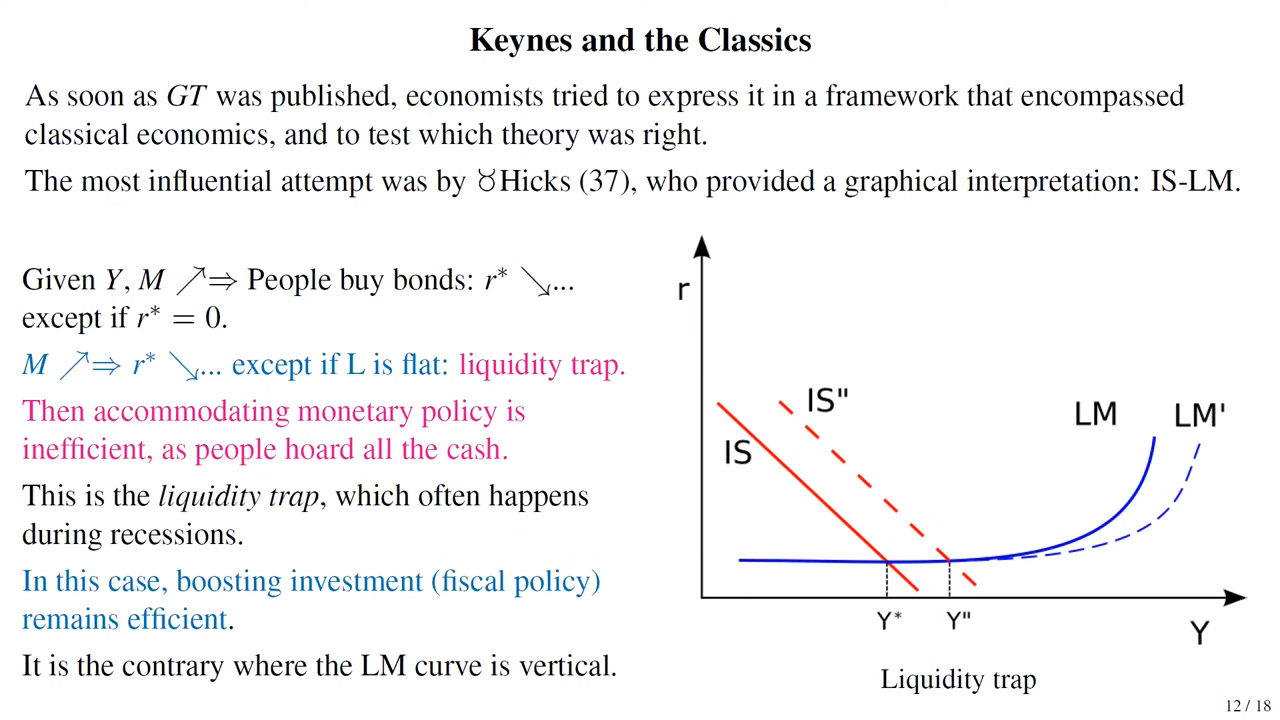 Keynes and the Classics
As soon as GT was published, economists tried to express it in a framework that encompassed
classical economics, and to test which theory was right.
The most influential attempt was by ♉Hicks (37), who provided a graphical interpretation: IS-LM.
Given Y, M ↗⇒ People buy bonds: r* ↘...
except if r* = 0.
M ↗⇒ r* ↘... except if L is flat: liquidity trap.
Then accommodating monetary policy is
inefficient, as people hoard all the cash.
This is the liquidity trap, which often happens
during recessions.
In this case, boosting investment (fiscal policy)
remains efficient.
It is the contrary where the LM curve is vertical.
r
IS"
IS
LM
LM'
Y*
Y"
Y
Liquidity trap
12 / 18